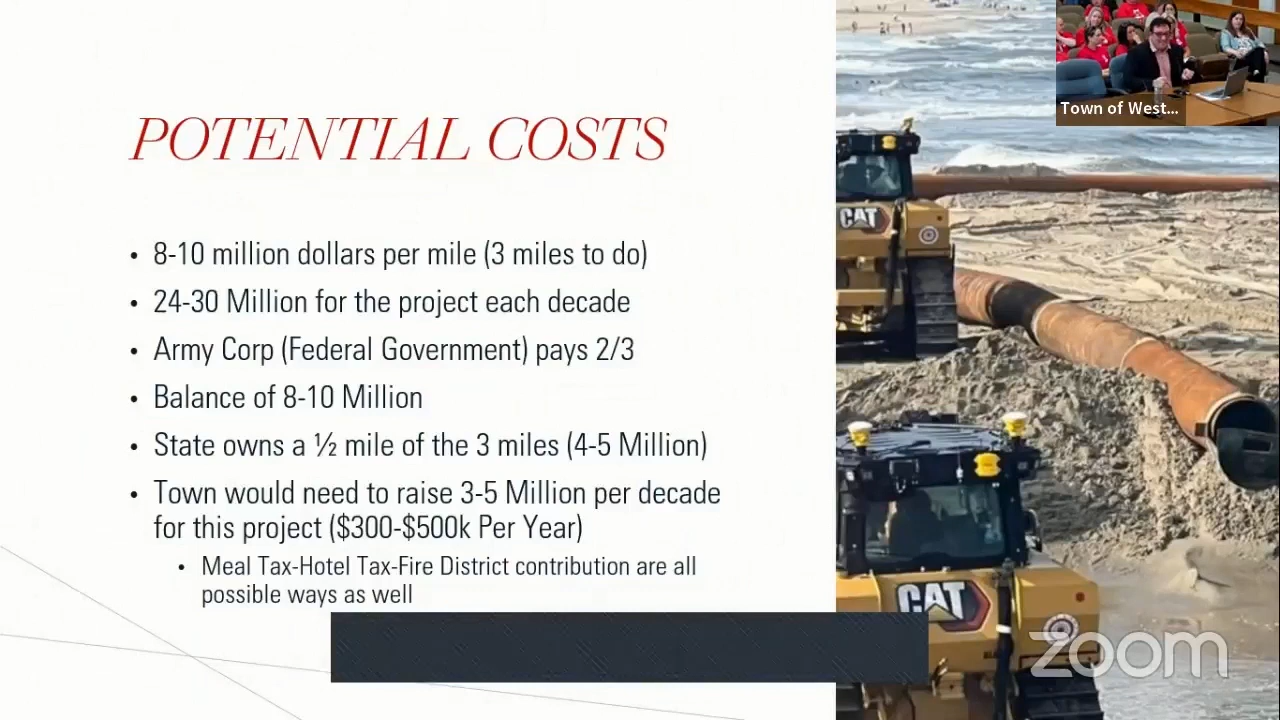 Town of West...
POTENTIAL COSTS
• 8-10 million dollars per mile (3 miles to do)
• 24-30 Million for the project each decade
• Army Corp (Federal Government) pays 2/3
• Balance of 8-10 Million
• State owns a ½ mile of the 3 miles (4-5 Million)
• Town would need to raise 3-5 Million per decade
for this project ($300-$500k Per Year)
• Meal Tax-Hotel Tax-Fire District contribution are all
possible ways as well
CAT
CAT
zoom